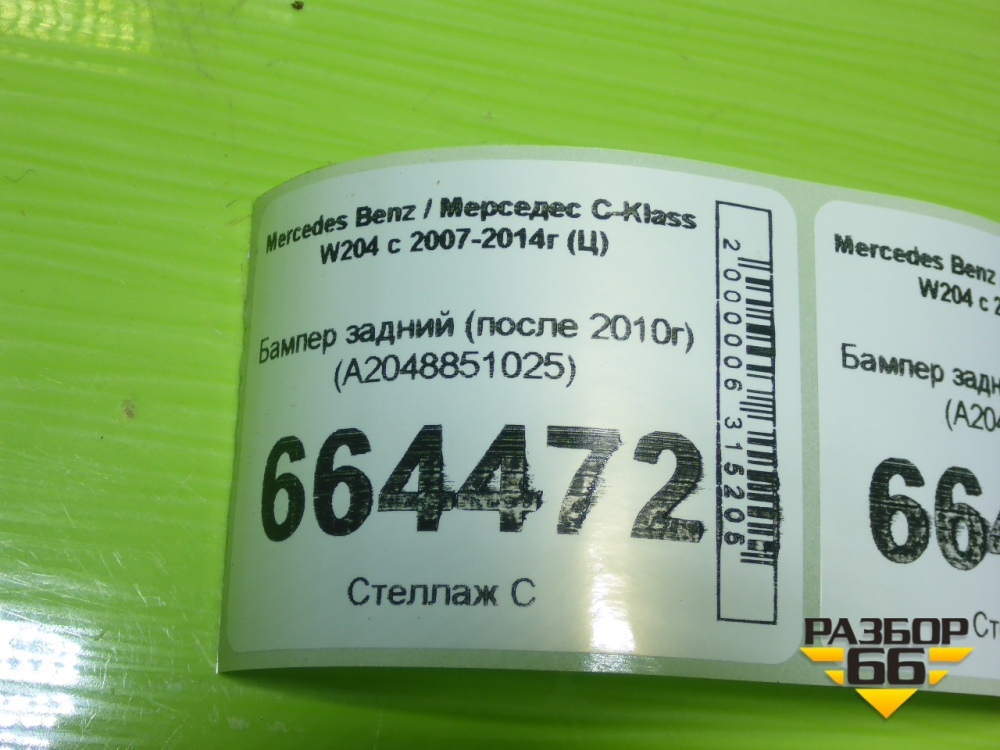 Mercedes Benz / Мерседес C-Klass
W204 с 2007-2014г (Ц)
Бампер задний (после 2010г)
(A2048851025)
664472
Стеллаж С
2000006315205
Mercedes Benz
W204 с 2
Бампер задн
(A204
66
Ст
РАЗБОР
66